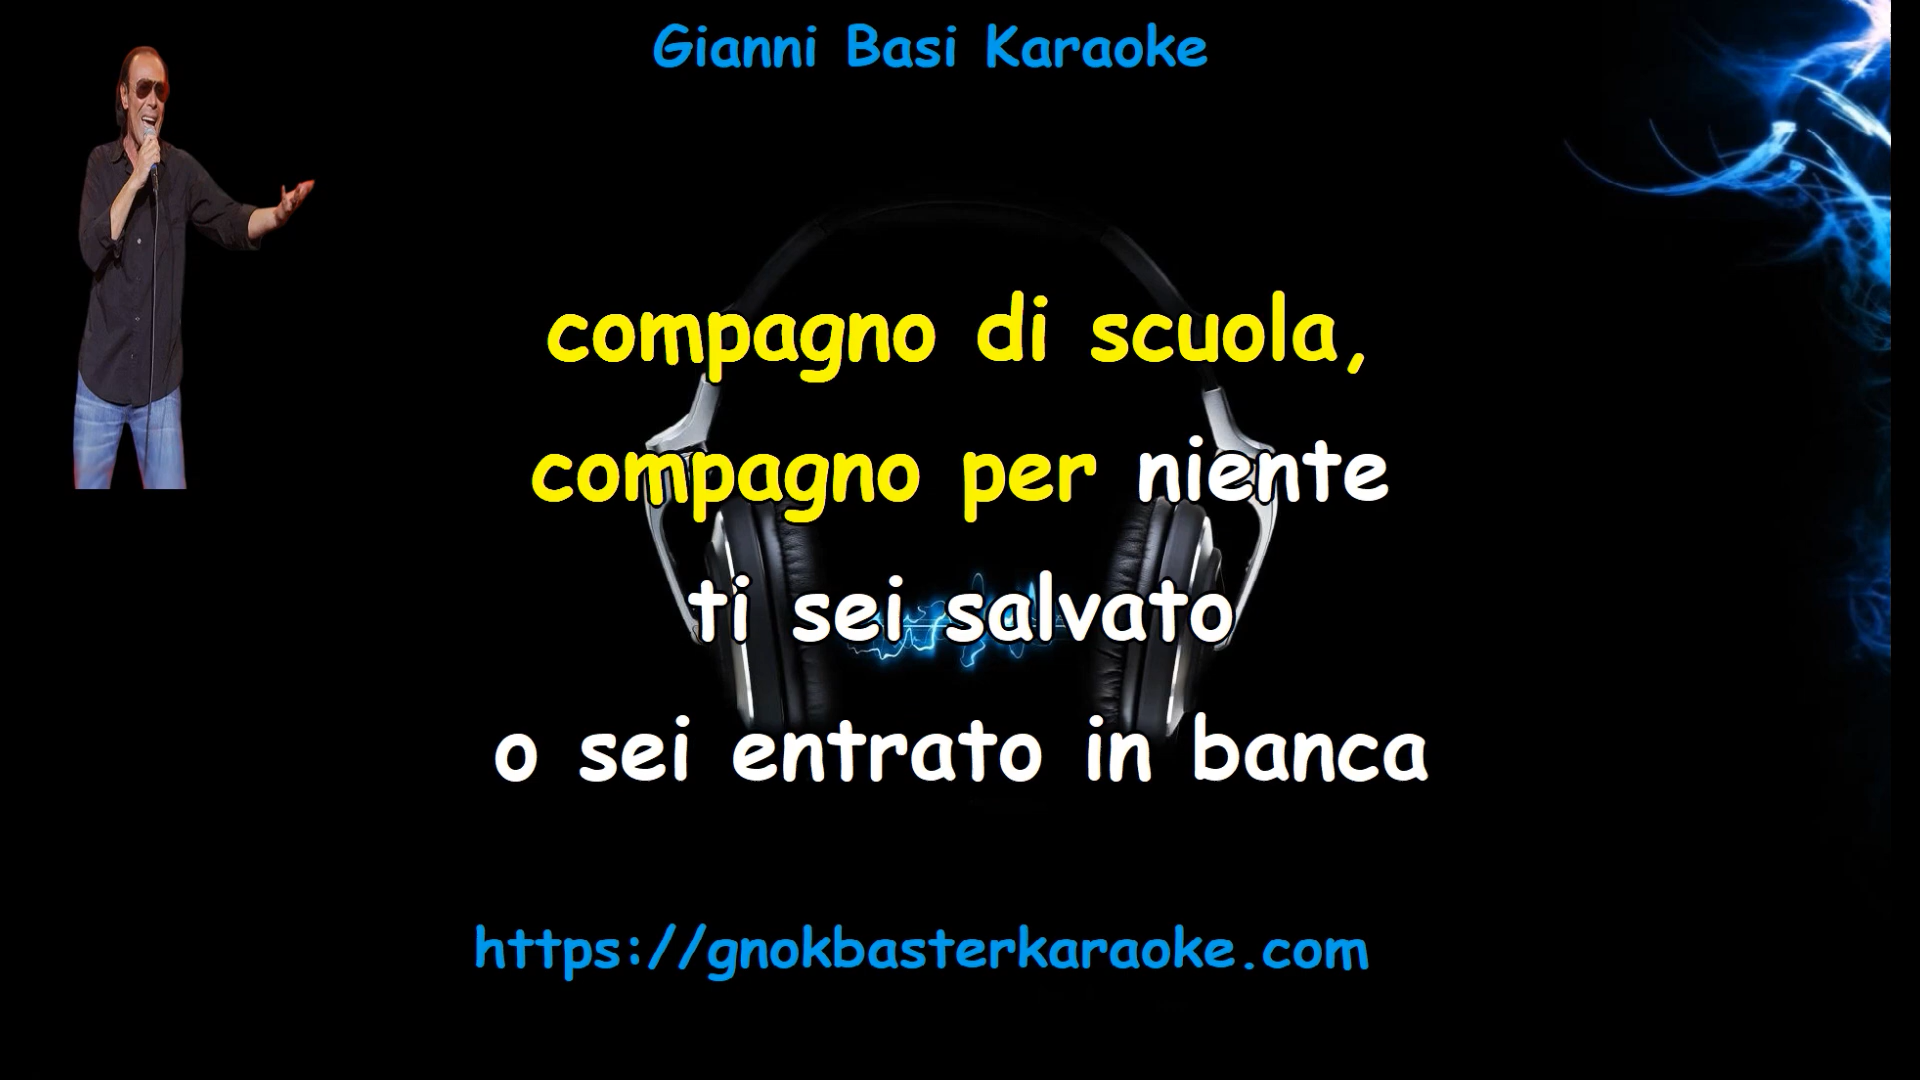 Gianni Basi Karaoke
compagno di scuola,
compagno per niente
ti sei salvato
o sei entrato in banca
https://gnokbasterkaraoke.com